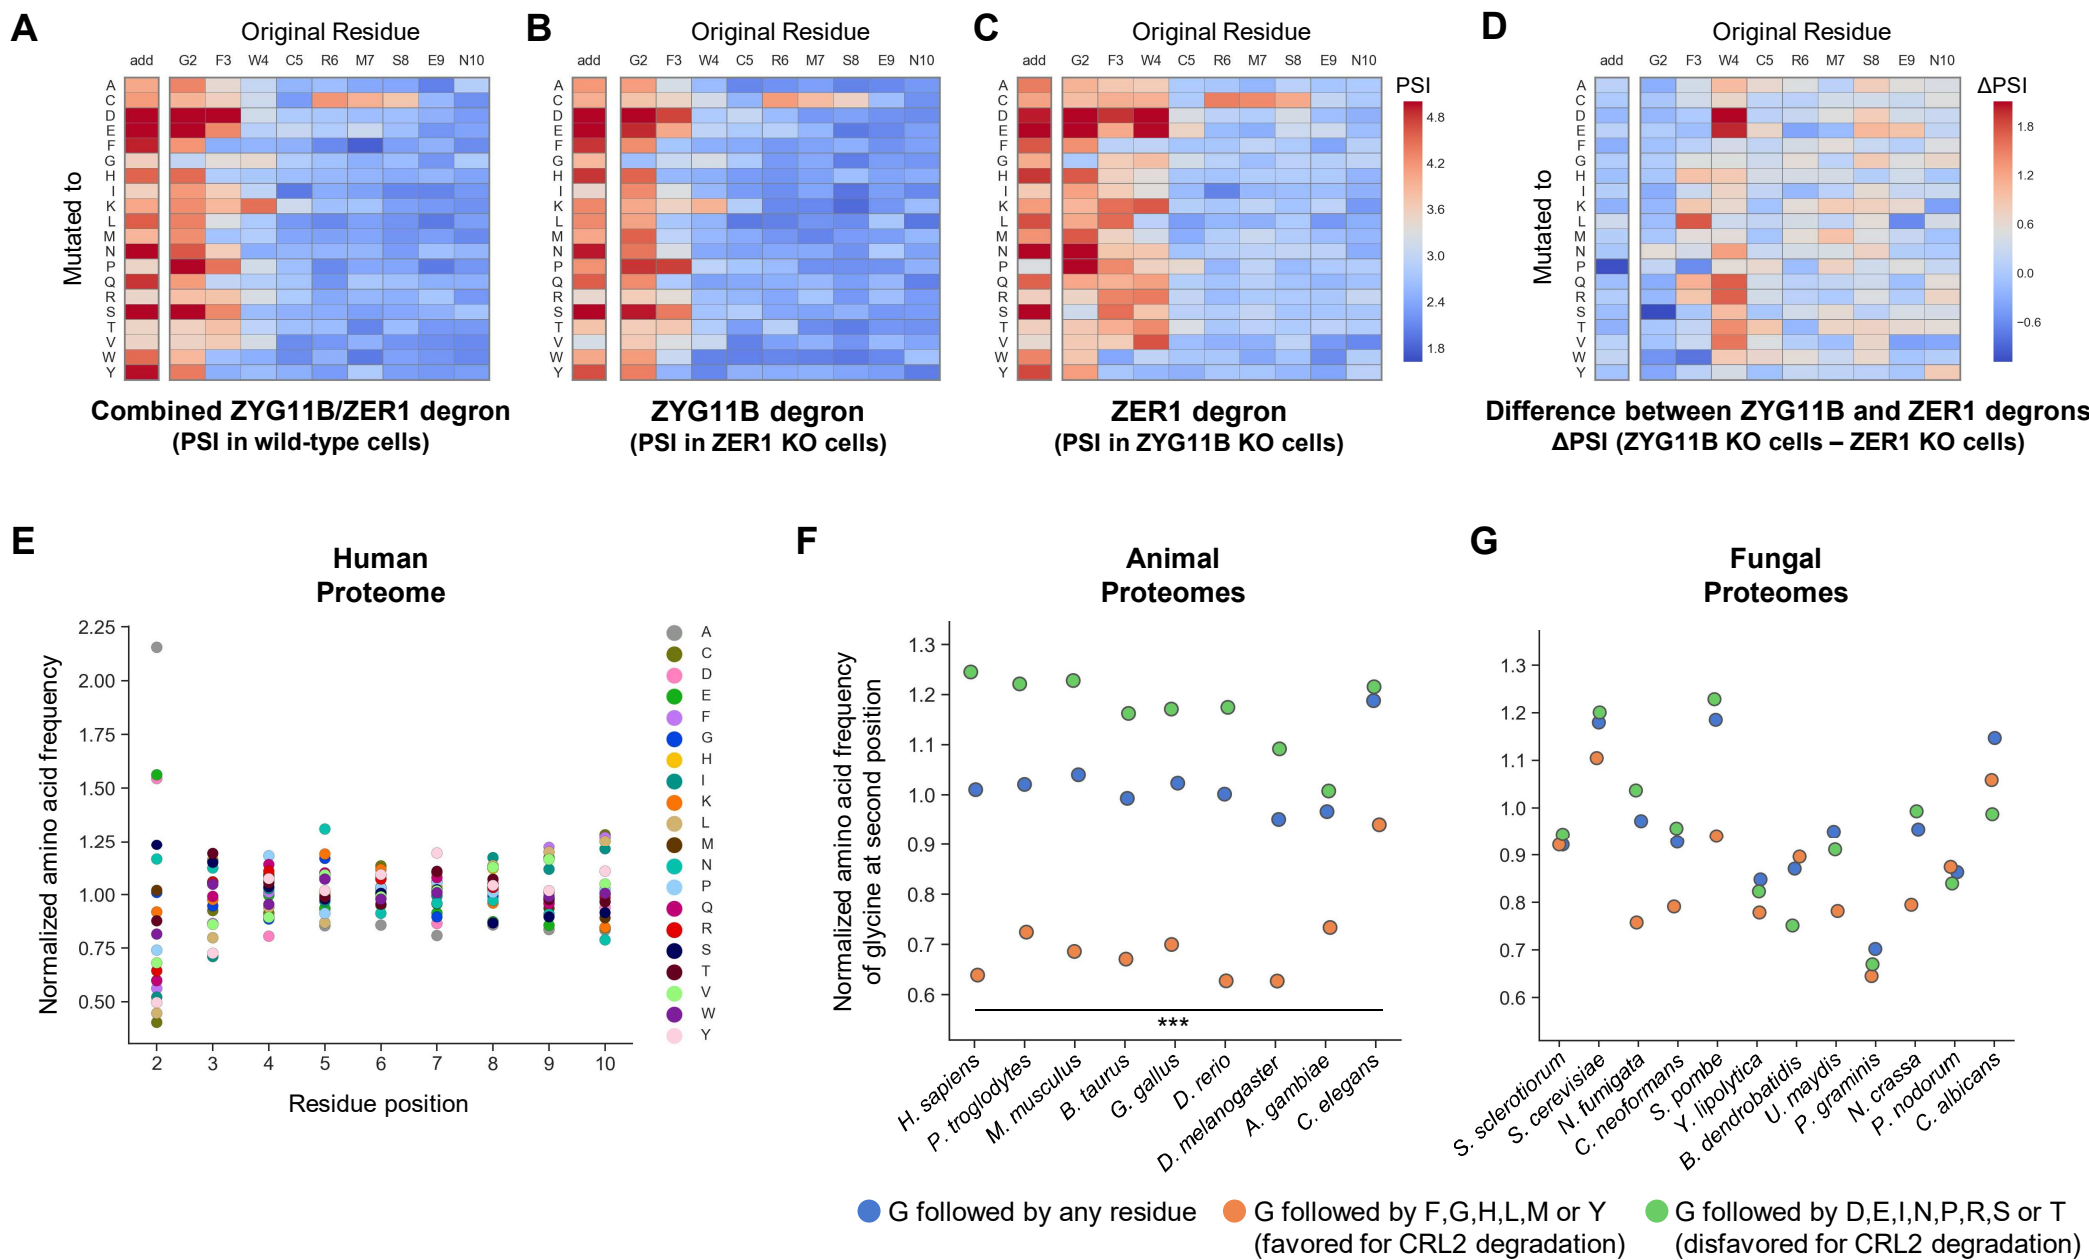 A
Original Residue
add G2 F3 W4 C5 R6 M7 S8 E9 N10
Mutated to
A
C
D
E
F
G
H
I
K
L
M
N
P
Q
R
S
T
V
W
Y
Combined ZYG11B/ZER1 degron
(PSI in wild-type cells)
B
Original Residue
add G2 F3 W4 C5 R6 M7 S8 E9 N10
A
C
D
E
F
G
H
I
K
L
M
N
P
Q
R
S
T
V
W
Y
ZYG11B degron
(PSI in ZER1 KO cells)
C
Original Residue
add G2 F3 W4 C5 R6 M7 S8 E9 N10
A
C
D
E
F
G
H
I
K
L
M
N
P
Q
R
S
T
V
W
Y
ZER1 degron
(PSI in ZYG11B KO cells)
PSI
4.8
4.2
3.6
3.0
2.4
1.8
D
Original Residue
add G2 F3 W4 C5 R6 M7 S8 E9 N10
Mutated to
A
C
D
E
F
G
H
I
K
L
M
N
P
Q
R
S
T
V
W
Y
Difference between ZYG11B and ZER1 degrons
ΔPSI (ZYG11B KO cells – ZER1 KO cells)
ΔPSI
1.8
1.2
0.6
0.0
−0.6
E
Human
Proteome
Normalized amino acid frequency
2.25
2.00
1.75
1.50
1.25
1.00
0.75
0.50
2 3 4 5 6 7 8 9 10
Residue position
A
C
D
E
F
G
H
I
K
L
M
N
P
Q
R
S
T
V
W
Y
F
Animal
Proteomes
Normalized amino acid frequency
of glycine at second position
1.3
1.2
1.1
1.0
0.9
0.8
0.7
0.6
***
H. sapiens
P. troglodytes
M. musculus
B. taurus
G. gallus
D. rerio
D. melanogaster
A. gambiae
C. elegans
G
Fungal
Proteomes
1.3
1.2
1.1
1.0
0.9
0.8
0.7
0.6
S. sclerotiorum
S. cerevisiae
N. fumigata
C. neoformans
S. pombe
Y. lipolytica
B. dendrobatidis
U. maydis
P. graminis
N. crassa
P. nodorum
C. albicans
G followed by any residue
G followed by F,G,H,L,M or Y
(favored for CRL2 degradation)
G followed by D,E,I,N,P,R,S or T
(disfavored for CRL2 degradation)